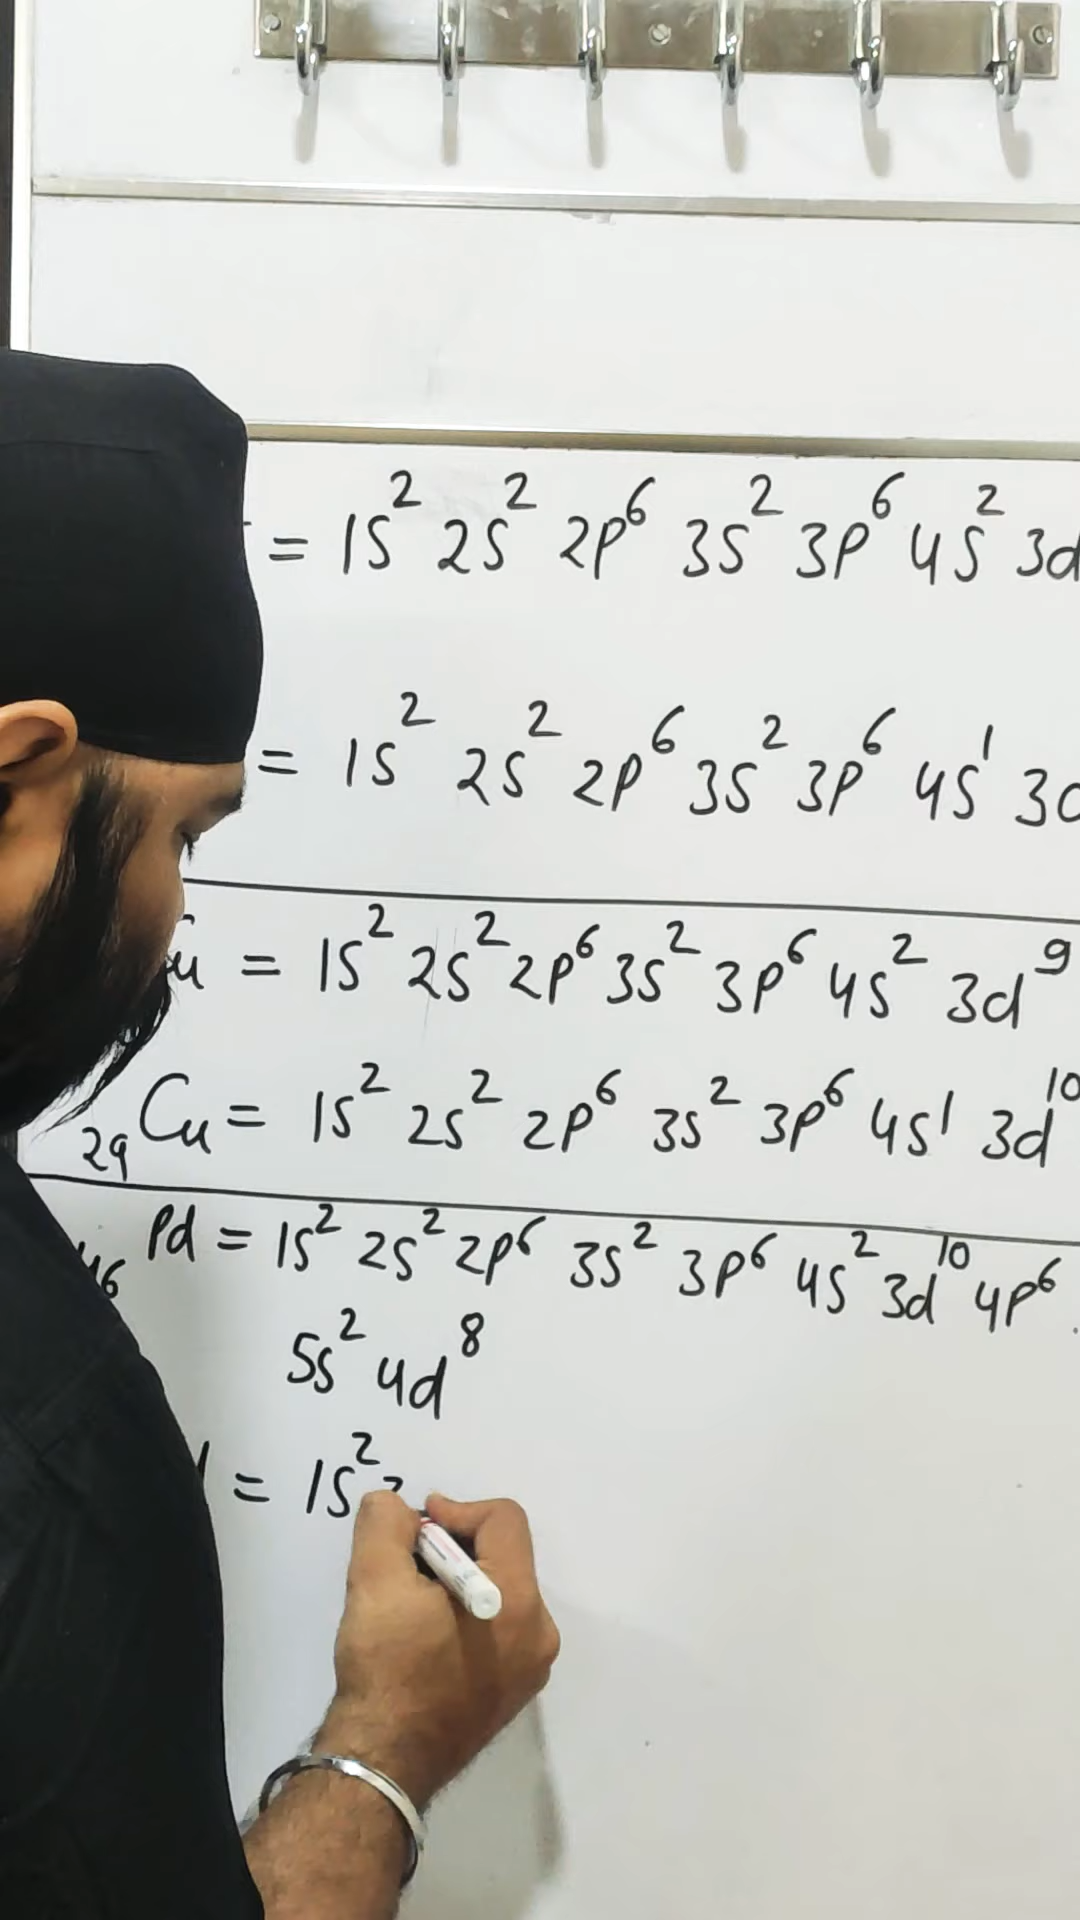 = 1s² 2s² 2p⁶ 3s² 3p⁶ 4s² 3d
= 1s² 2s² 2p⁶ 3s² 3p⁶ 4s¹ 3
u = 1s² 2s² 2p⁶ 3s² 3p⁶ 4s² 3d⁹
₂₉Cu = 1s² 2s² 2p⁶ 3s² 3p⁶ 4s¹ 3d¹⁰
₄₆Pd = 1s² 2s² 2p⁶ 3s² 3p⁶ 4s² 3d¹⁰ 4p⁶
5s² 4d⁸
= 1s²